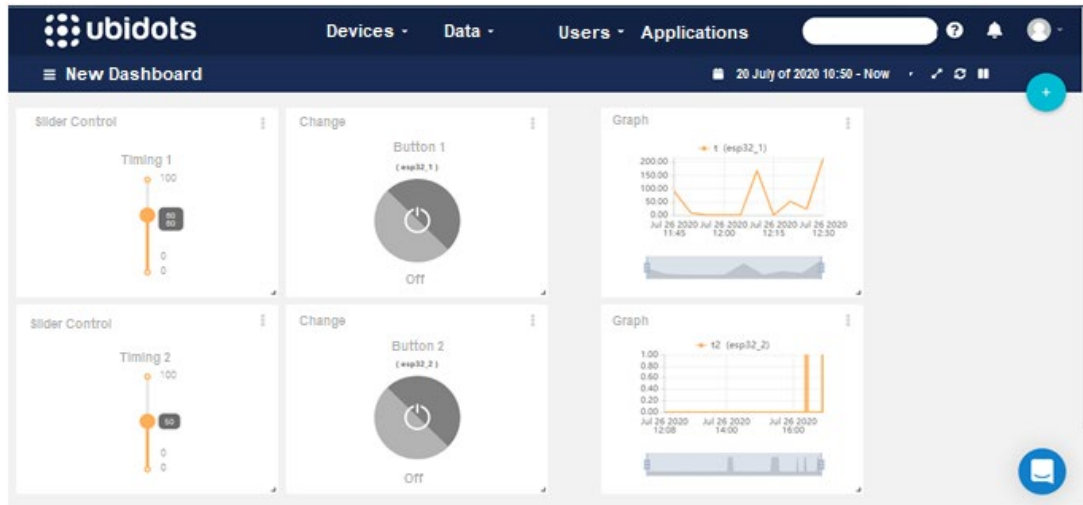 ubidots Devices Data Users Applications
New Dashboard 20 July of 2020 10:50 - Now
Slider Control
Timing 1
100
60
60
0
0
Change
Button 1
(esp32_1)
Off
Graph
t (esp32_1)
200.00
150.00
100.00
50.00
0.00
Jul 26 2020 Jul 26 2020 Jul 26 2020 Jul 26 2020
11:45 12:00 12:15 12:30
Slider Control
Timing 2
100
50
0
0
Change
Button 2
(esp32_2)
Off
Graph
t2 (esp32_2)
1.00
0.80
0.60
0.40
0.20
0.00
Jul 26 2020 Jul 26 2020 Jul 26 2020
12:08 14:00 16:00